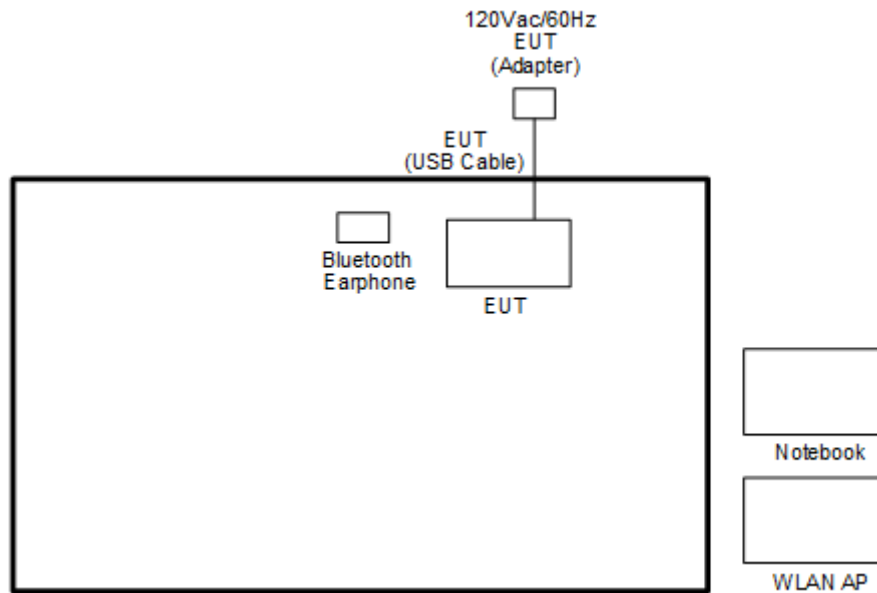 120Vac/60Hz
EUT
(Adapter)
EUT
(USB Cable)
Bluetooth
Earphone
EUT
Notebook
WLAN AP